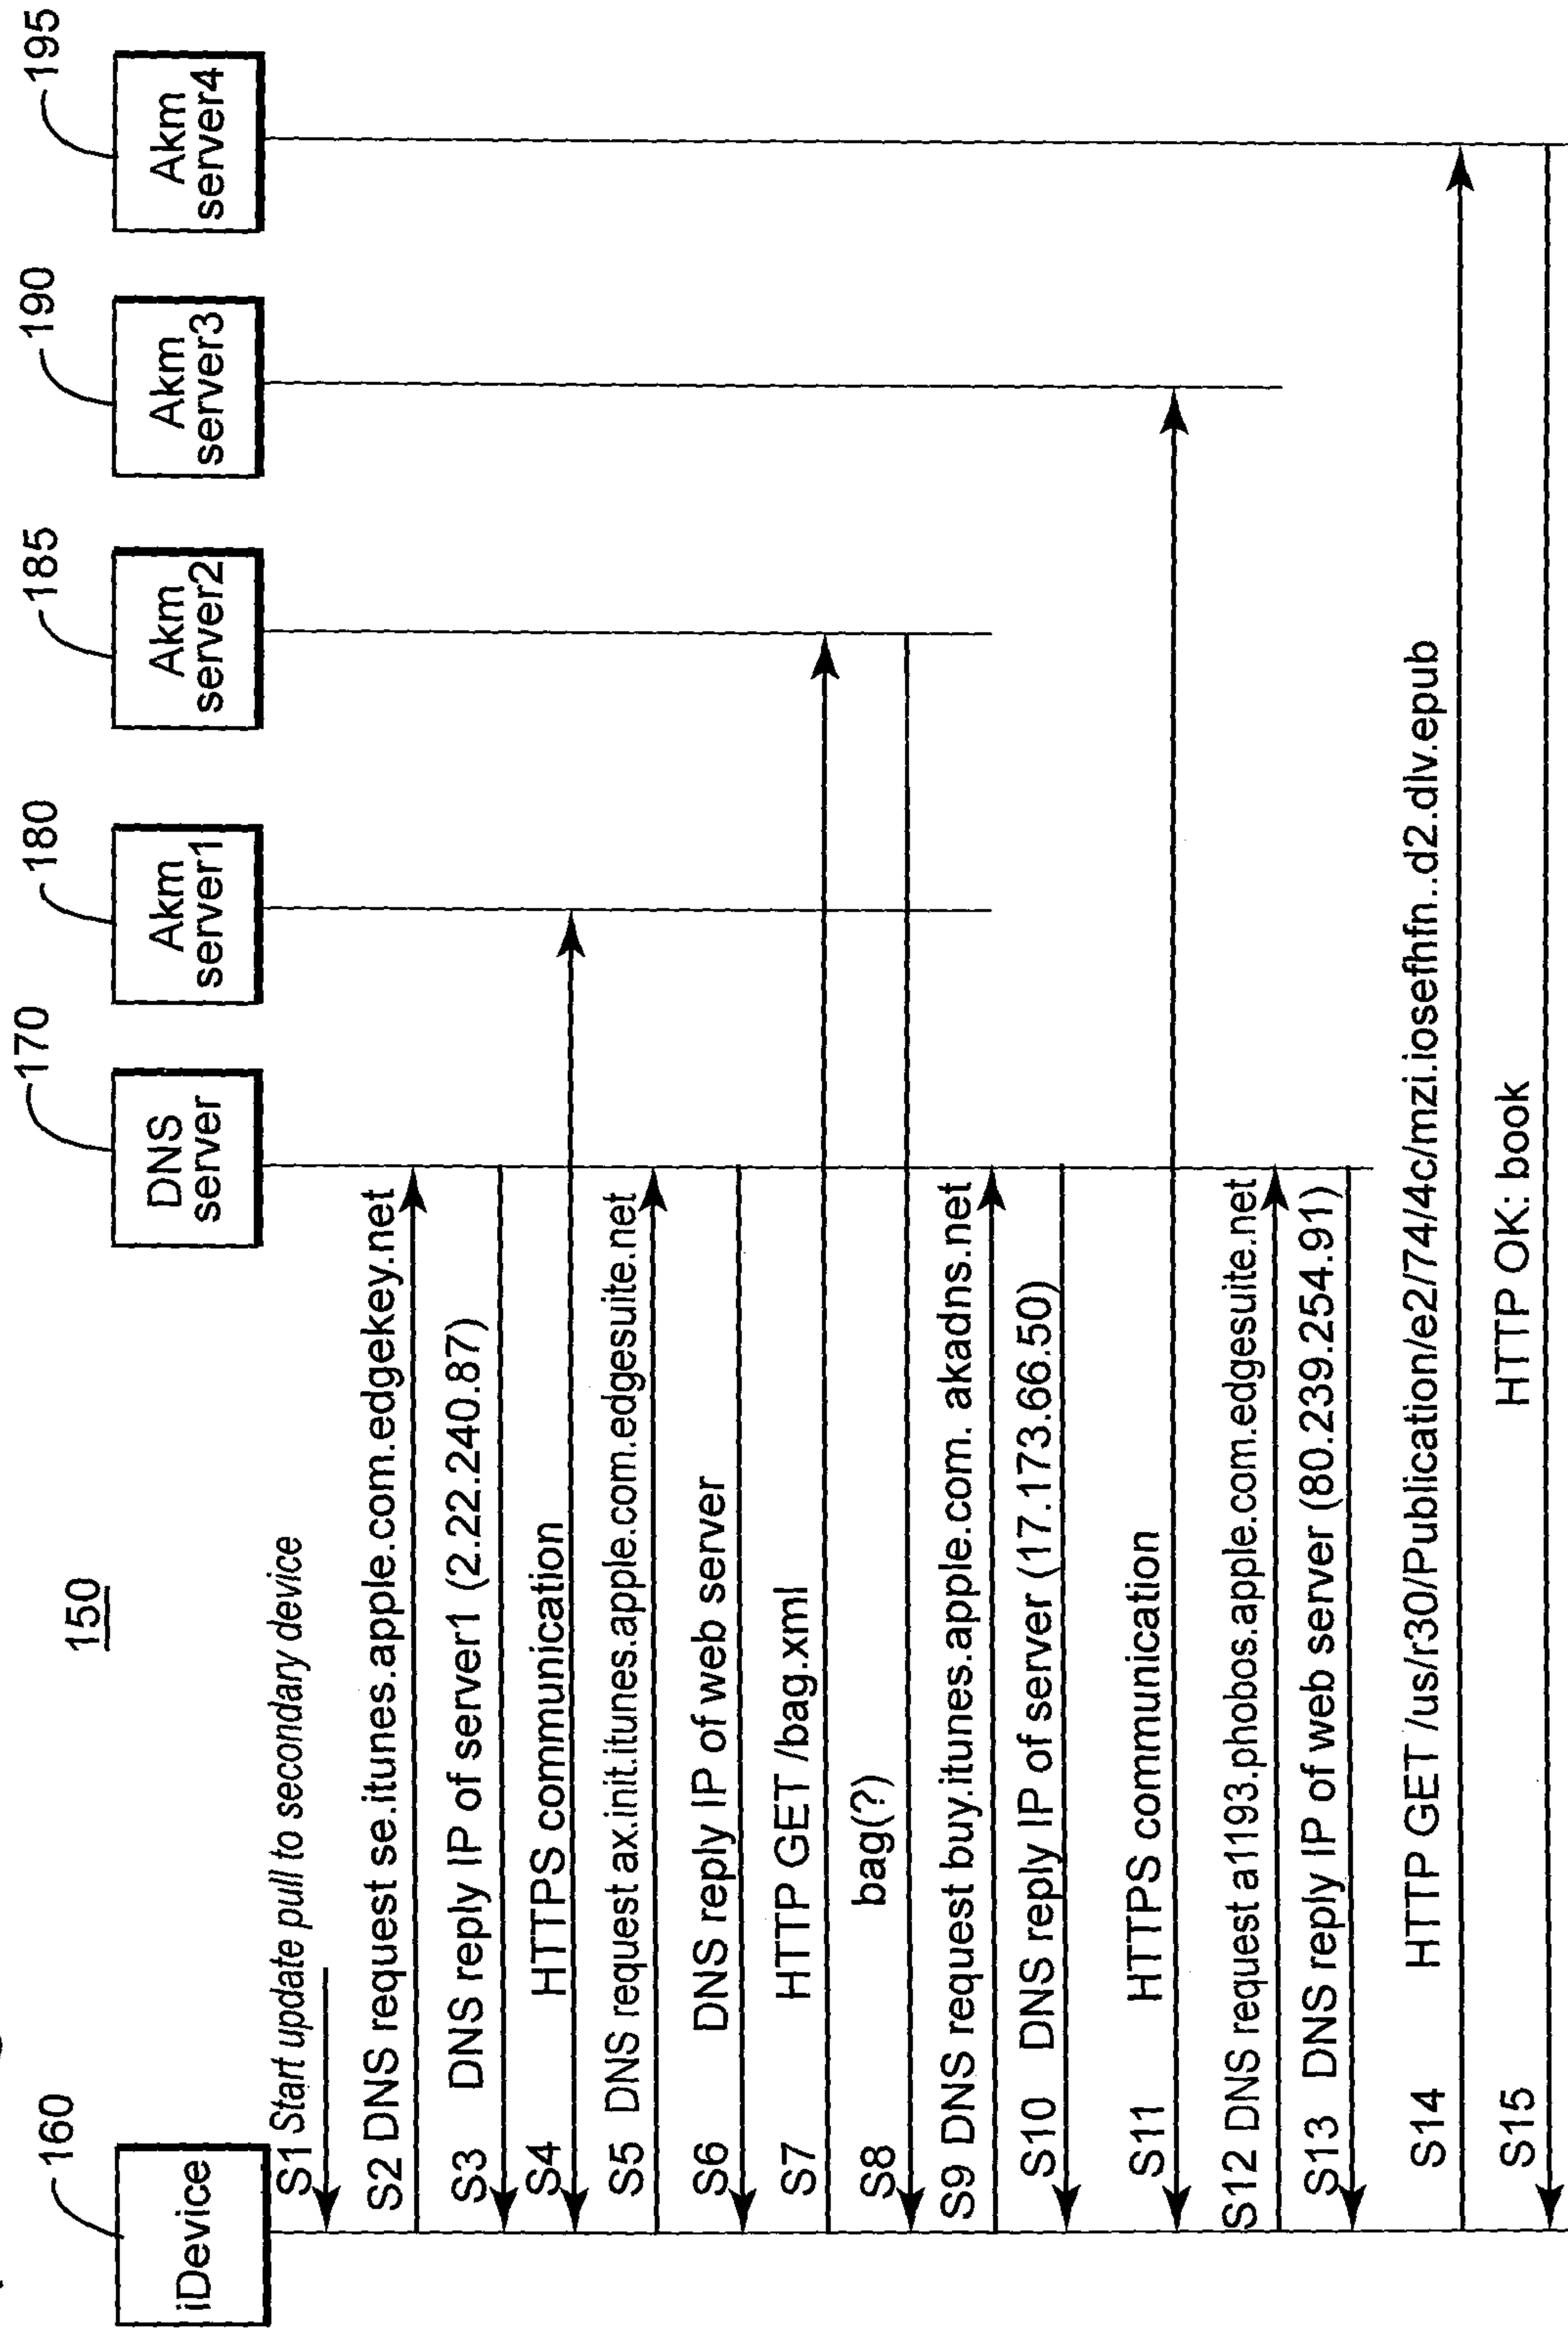 150
160
iDevice
170
DNS
server
180
Akm
server1
185
Akm
server2
190
Akm
server3
195
Akm
server4
S1 Start update pull to secondary device
S2 DNS request se.itunes.apple.com.edgekey.net
S3 DNS reply IP of server1 (2.22.240.87)
S4 HTTPS communication
S5 DNS request ax.init.itunes.apple.com.edgesuite.net
S6 DNS reply IP of web server
S7 HTTP GET /bag.xml
S8 bag(?)
S9 DNS request buy.itunes.apple.com. akadns.net
S10 DNS reply IP of server (17.173.66.50)
S11 HTTPS communication
S12 DNS request a1193.phobos.apple.com.edgesuite.net
S13 DNS reply IP of web server (80.239.254.91)
S14 HTTP GET /us/r30/Publication/e2/74/4c/mzi.iosefhfn..d2.dlv.epub
S15 HTTP OK: book